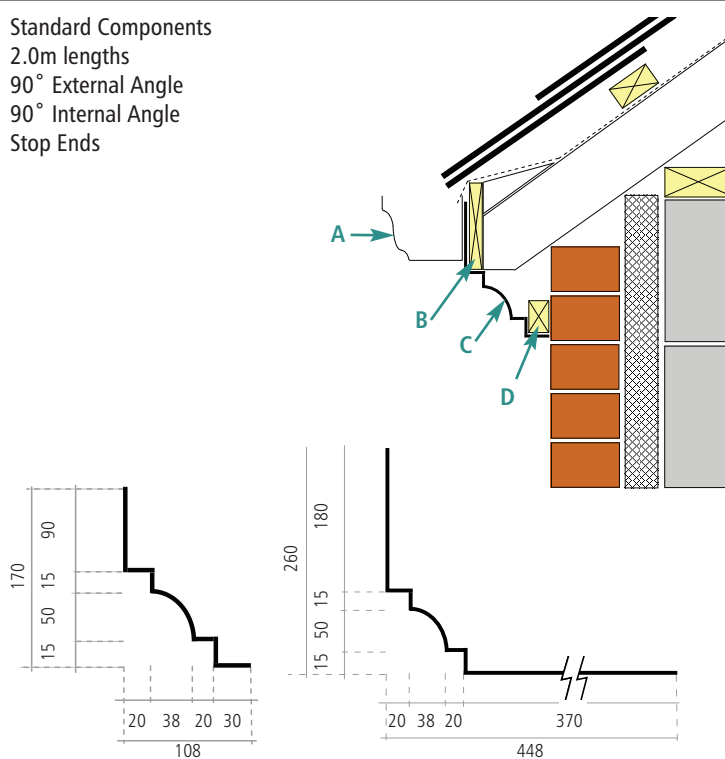 Standard Components
2.0m lengths
90˚ External Angle
90˚ Internal Angle
Stop Ends
A
B
C
D
170
90
15
50
15
20 38 20 30
108
260
180
15
50
15
20 38 20 370
448